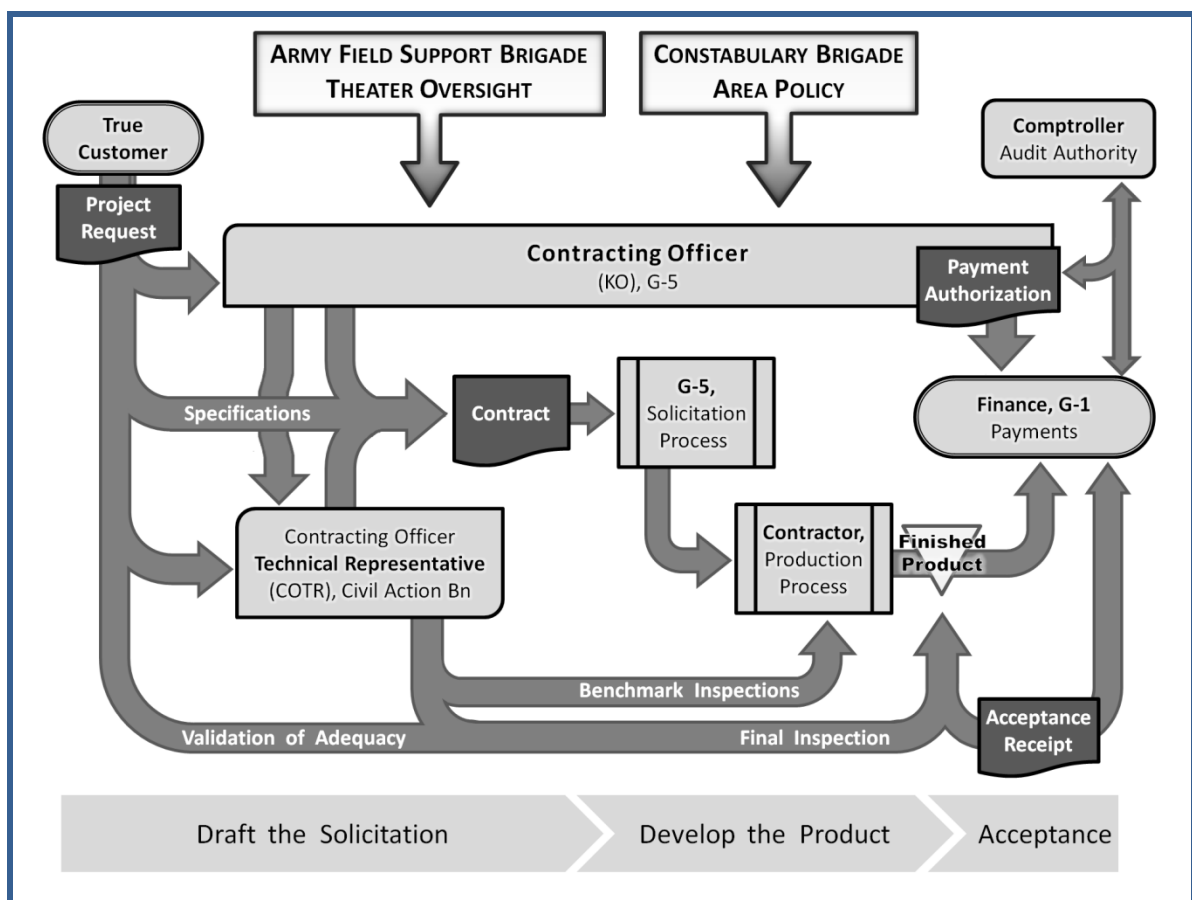 ARMY FIELD SUPPORT BRIGADE
THEATER OVERSIGHT
CONSTABULARY BRIGADE
AREA POLICY
True
Customer
Comptroller
Audit Authority
Project
Request
Contracting Officer
(KO), G-5
Payment
Authorization
Specifications
Contract
G-5,
Solicitation
Process
Finance, G-1
Payments
Contracting Officer
Technical Representative
(COTR), Civil Action Bn
Contractor,
Production
Process
Finished
Product
Benchmark Inspections
Validation of Adequacy
Final Inspection
Acceptance
Receipt
Draft the Solicitation
Develop the Product
Acceptance